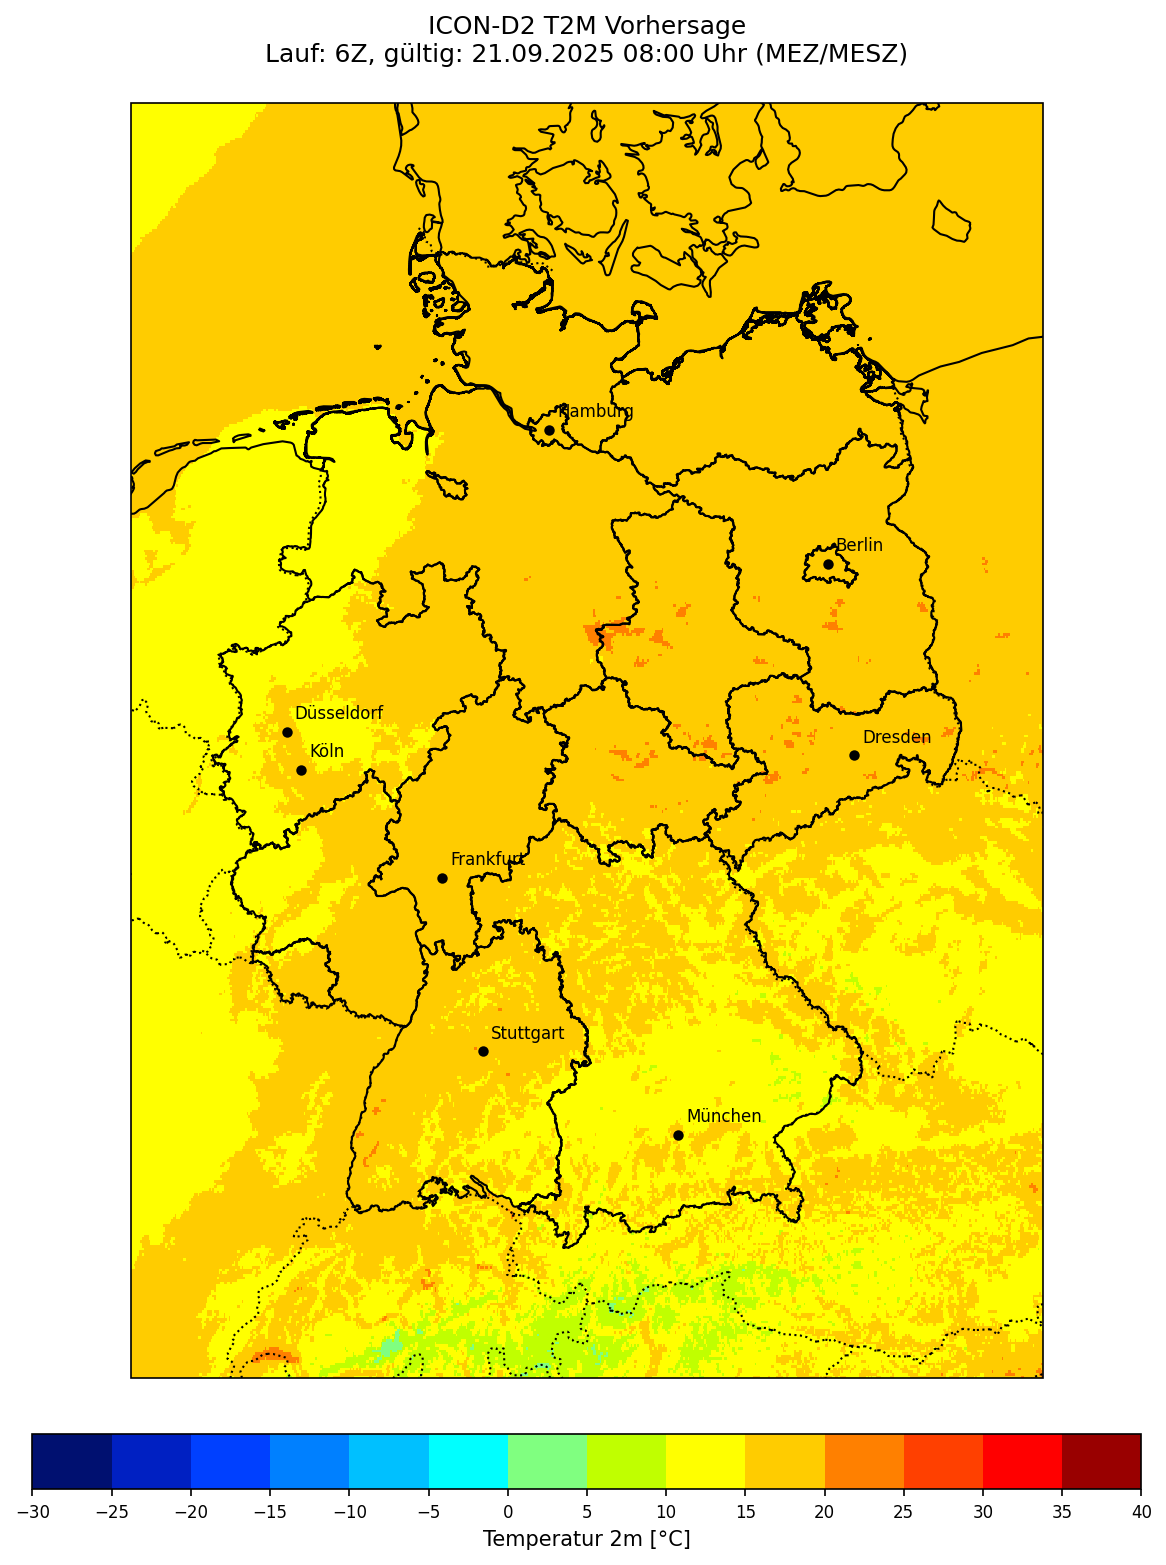 ICON-D2 T2M Vorhersage
Lauf: 6Z, gültig: 21.09.2025 08:00 Uhr (MEZ/MESZ)
Hamburg
Berlin
Düsseldorf
Dresden
Köln
Frankfurt
Stuttgart
München
−30 −25 −20 −15 −10 −5 0 5 10 15 20 25 30 35 40
Temperatur 2m [°C]